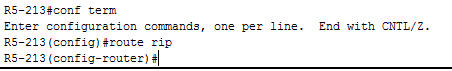 R5-213#conf term
Enter configuration commands, one per line.  End with CNTL/Z.
R5-213(config)#route rip
R5-213(config-router)#